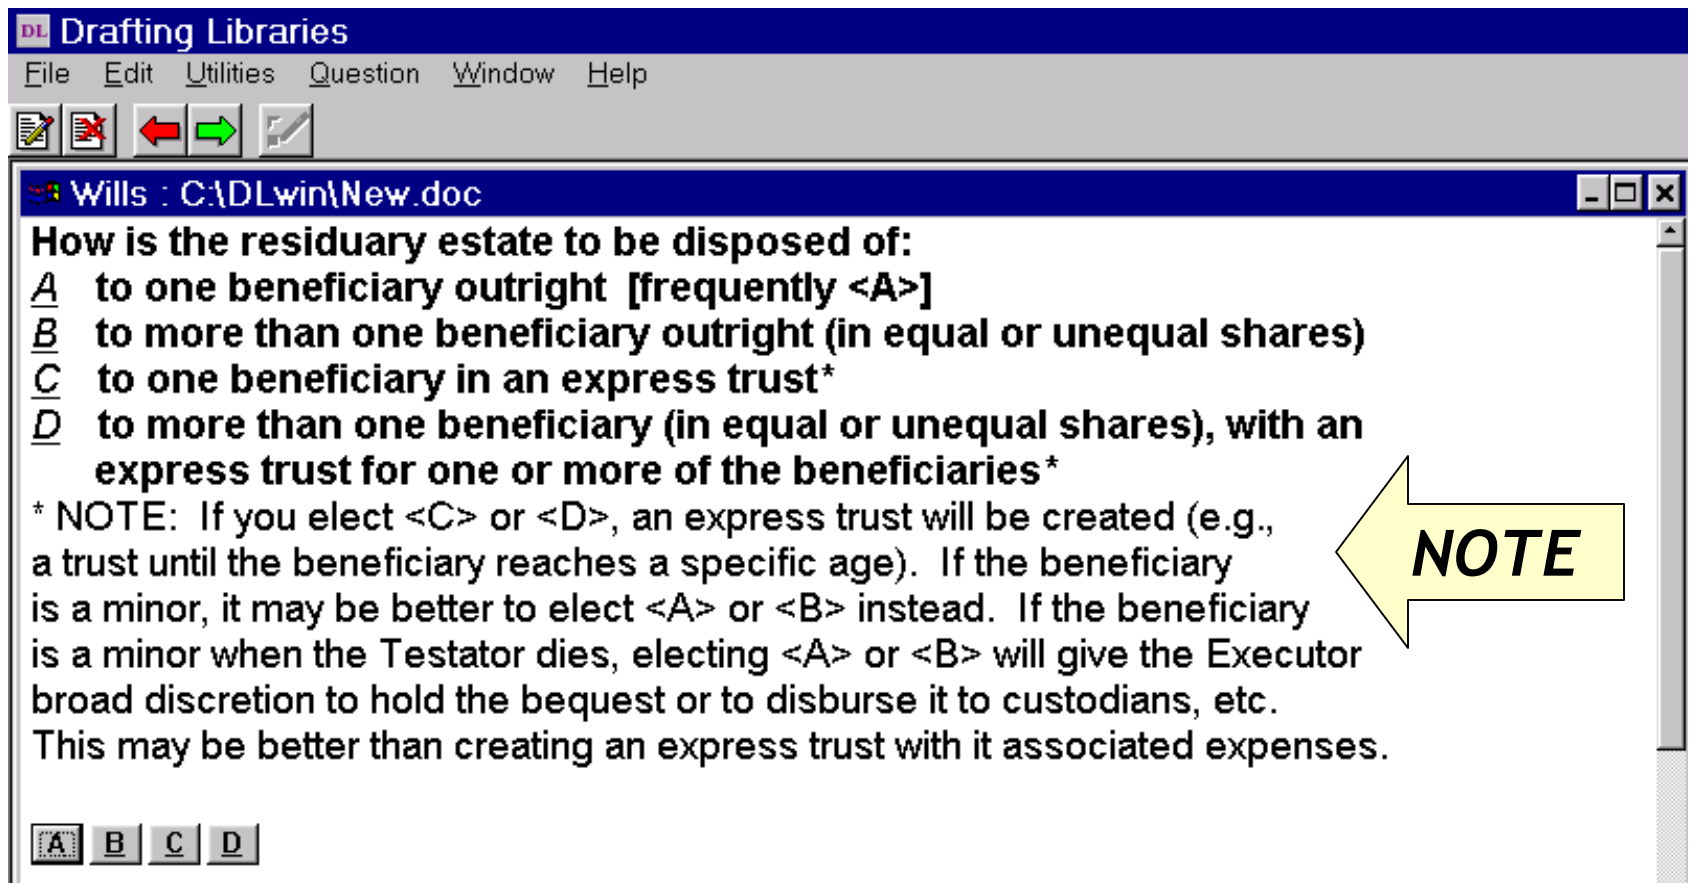 DL Drafting Libraries
File Edit Utilities Question Window Help
Wills : C:\DLwin\New.doc
How is the residuary estate to be disposed of:
A to one beneficiary outright [frequently <A>]
B to more than one beneficiary outright (in equal or unequal shares)
C to one beneficiary in an express trust*
D to more than one beneficiary (in equal or unequal shares), with an
express trust for one or more of the beneficiaries*
* NOTE: If you elect <C> or <D>, an express trust will be created (e.g.,
a trust until the beneficiary reaches a specific age). If the beneficiary
is a minor, it may be better to elect <A> or <B> instead. If the beneficiary
is a minor when the Testator dies, electing <A> or <B> will give the Executor
broad discretion to hold the bequest or to disburse it to custodians, etc.
This may be better than creating an express trust with it associated expenses.
NOTE
A B C D